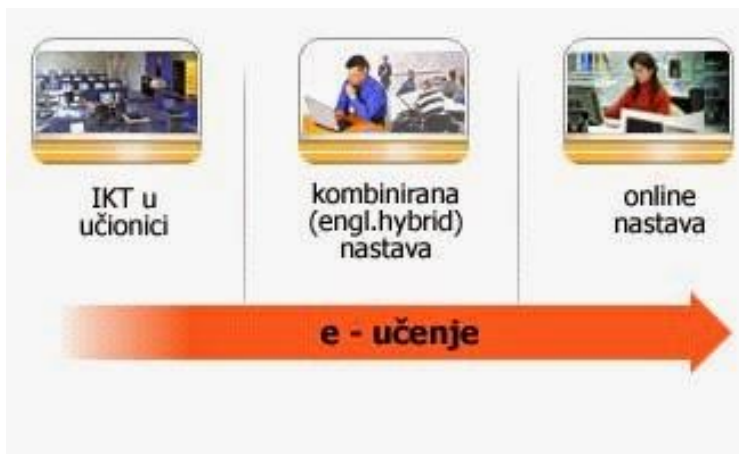 IKT u
učionici
kombinirana
(engl.hybrid)
nastava
online
nastava
e - učenje